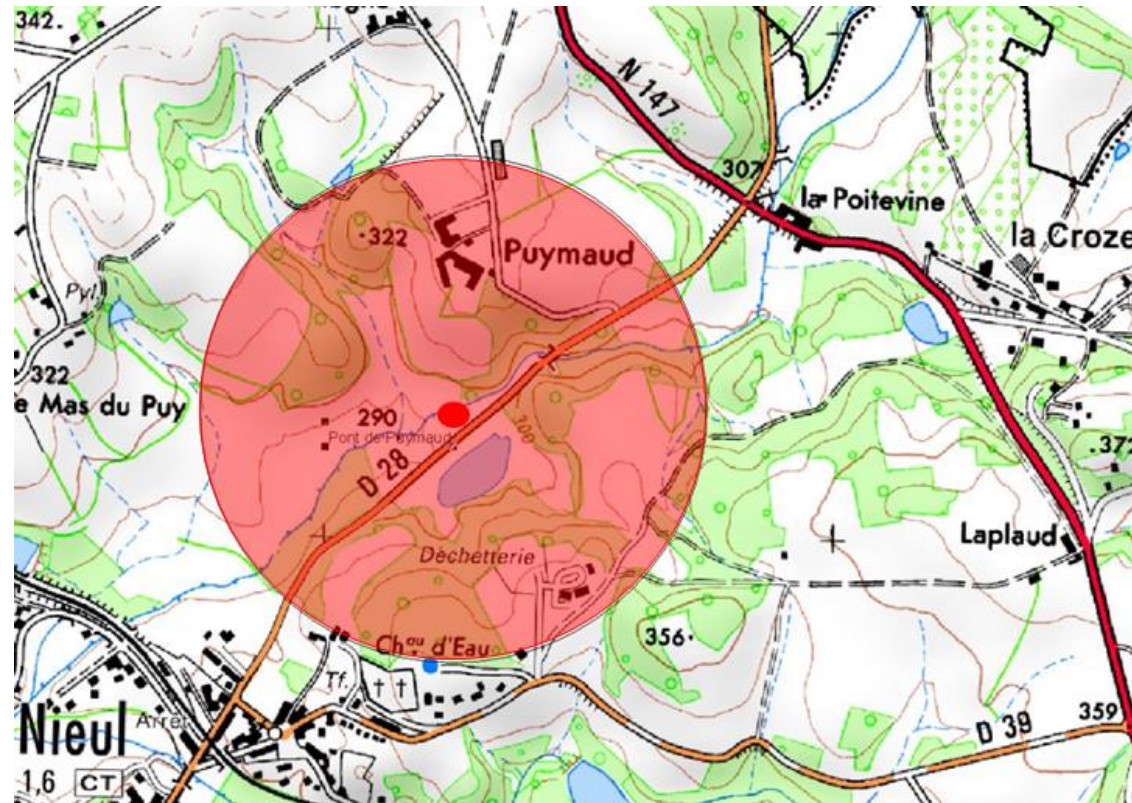 342.
N 147
307
la Poitevine
la Croze
322
Puymaud
Pyl.
322
e Mas du Puy
290
Pont de Puymaud
300
D 28
372
Laplaud
Déchetterie
356
Chau d'Eau
Tf.
Nieul
Arrêt
D 39
359
1,6
CT